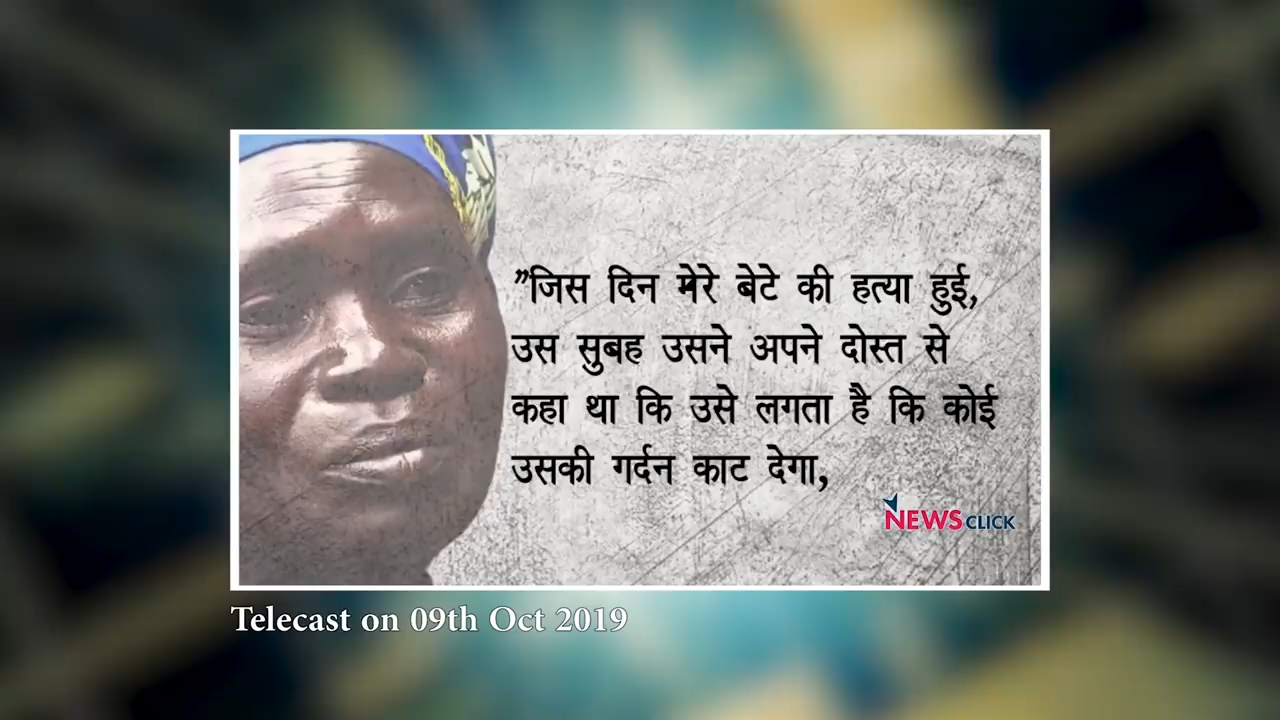 ”जिस दिन मेरे बेटे की हत्या हुई,
उस सुबह उसने अपने दोस्त से
कहा था कि उसे लगता है कि कोई
उसकी गर्दन काट देगा,
NEWSCLICK
Telecast on 09th Oct 2019